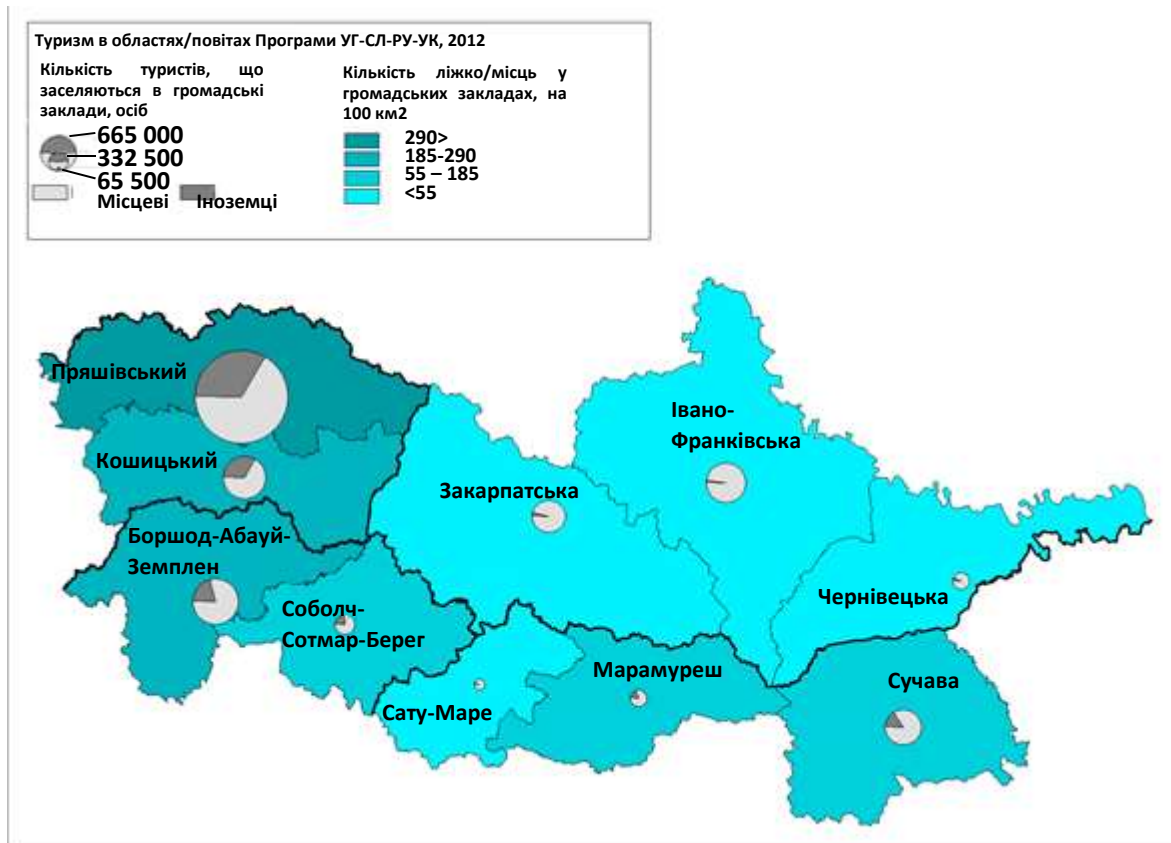 Туризм в областях/повітах Програми УГ-СЛ-РУ-УК, 2012
Кількість туристів, що
заселяються в громадські
заклади, осіб
665 000
332 500
65 500
Місцеві Іноземці
Кількість ліжко/місць у
громадських закладах, на
100 км2
290>
185-290
55 – 185
<55
Пряшівський
Кошицький
Боршод-Абауй-
Земплен
Соболч-
Сотмар-Берег
Закарпатська
Івано-
Франківська
Чернівецька
Сату-Маре
Марамуреш
Сучава